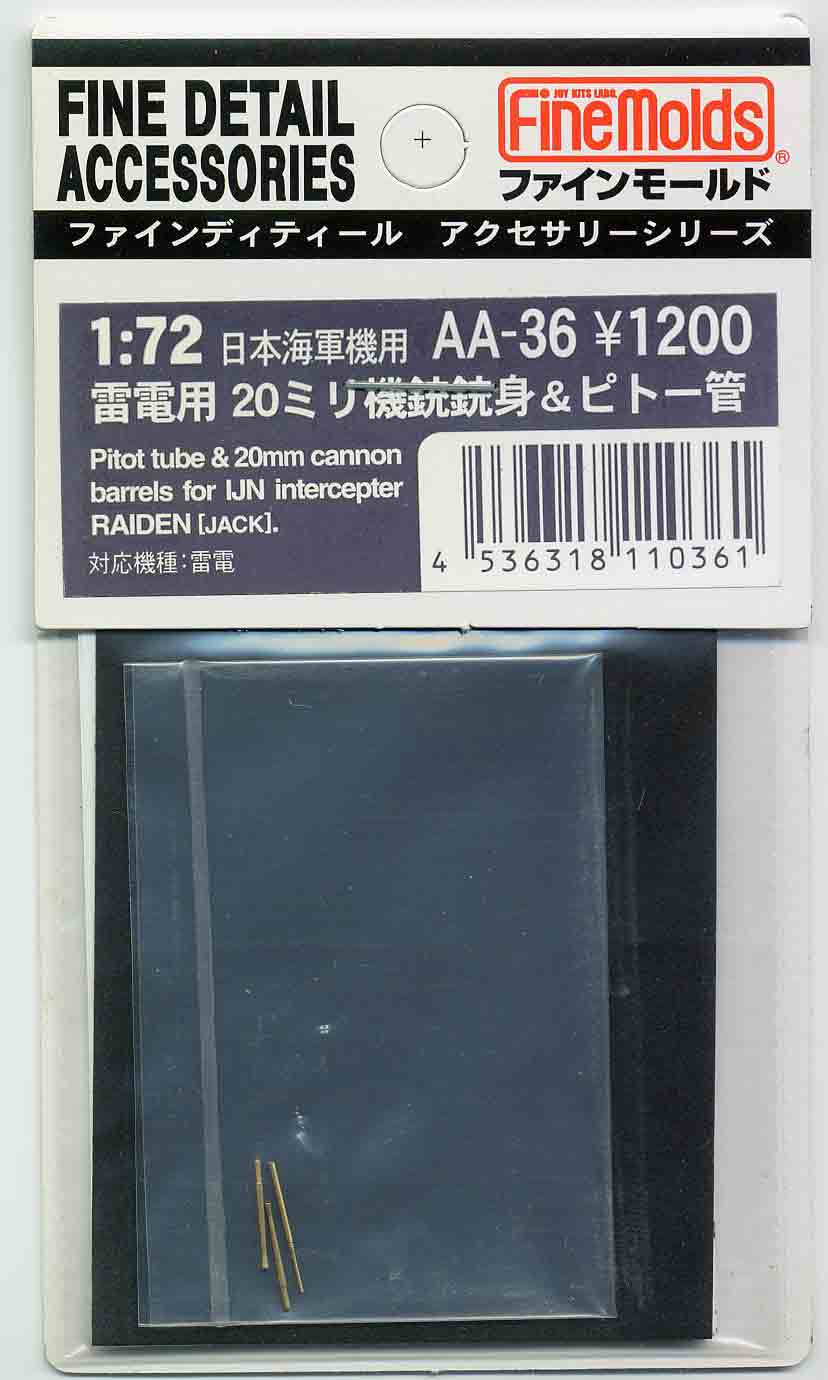 FINE DETAIL
ACCESSORIES
JOY KITS LABO.
FineMolds®
ファインモールド
ファインディティール アクセサリーシリーズ
1:72 日本海軍機用 AA-36 ¥1200
雷電用 20ミリ機銃銃身&ピトー管
Pitot tube & 20mm cannon
barrels for IJN intercepter
RAIDEN [JACK].
対応機種:雷電
4 536318 110361